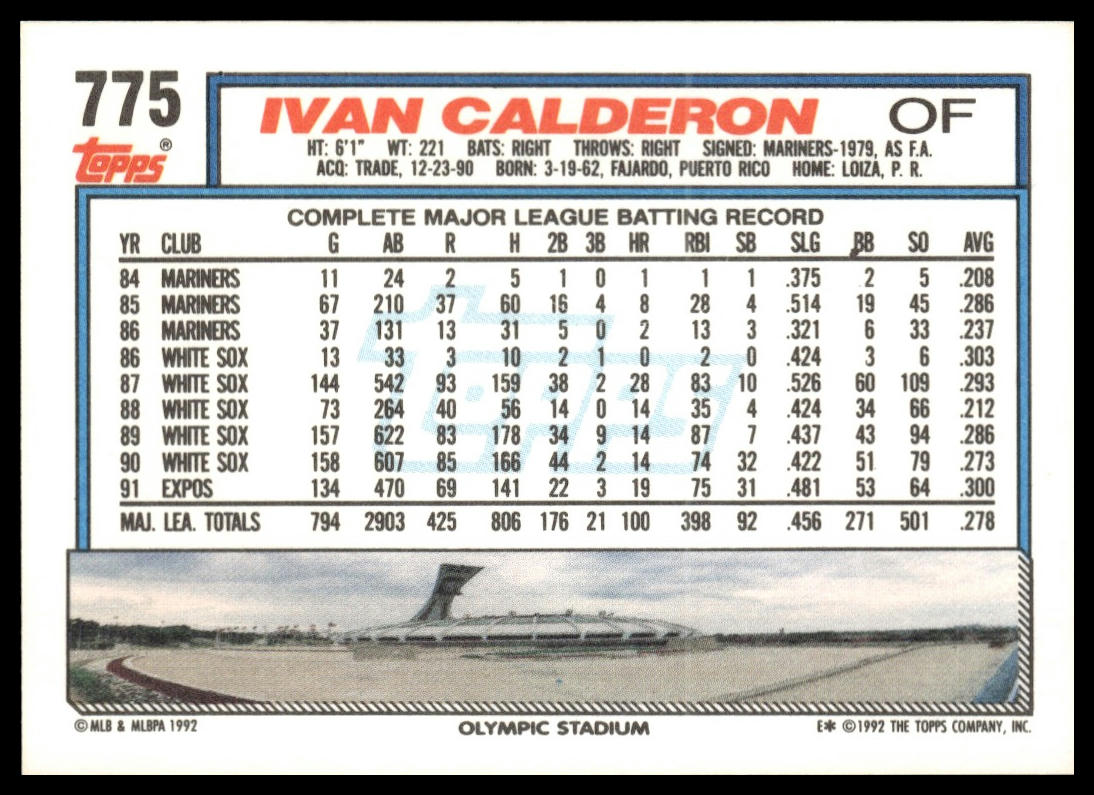 775
IVAN CALDERON OF
topps®
HT: 6'1" WT: 221 BATS: RIGHT THROWS: RIGHT SIGNED: MARINERS-1979, AS F.A.
ACQ: TRADE, 12-23-90 BORN: 3-19-62, FAJARDO, PUERTO RICO HOME: LOIZA, P. R.
COMPLETE MAJOR LEAGUE BATTING RECORD
YR CLUB G AB R H 2B 3B HR RBI SB SLG BB SO AVG
84 MARINERS 11 24 2 5 1 0 1 1 1 .375 2 5 .208
85 MARINERS 67 210 37 60 16 4 8 28 4 .514 19 45 .286
86 MARINERS 37 131 13 31 5 0 2 13 3 .321 6 33 .237
86 WHITE SOX 13 33 3 10 2 1 0 2 0 .424 3 6 .303
87 WHITE SOX 144 542 93 159 38 2 28 83 10 .526 60 109 .293
88 WHITE SOX 73 264 40 56 14 0 14 35 4 .424 34 66 .212
89 WHITE SOX 157 622 83 178 34 9 14 87 7 .437 43 94 .286
90 WHITE SOX 158 607 85 166 44 2 14 74 32 .422 51 79 .273
91 EXPOS 134 470 69 141 22 3 19 75 31 .481 53 64 .300
MAJ. LEA. TOTALS 794 2903 425 806 176 21 100 398 92 .456 271 501 .278
topps
©MLB & MLBPA 1992 OLYMPIC STADIUM E* ©1992 THE TOPPS COMPANY, INC.